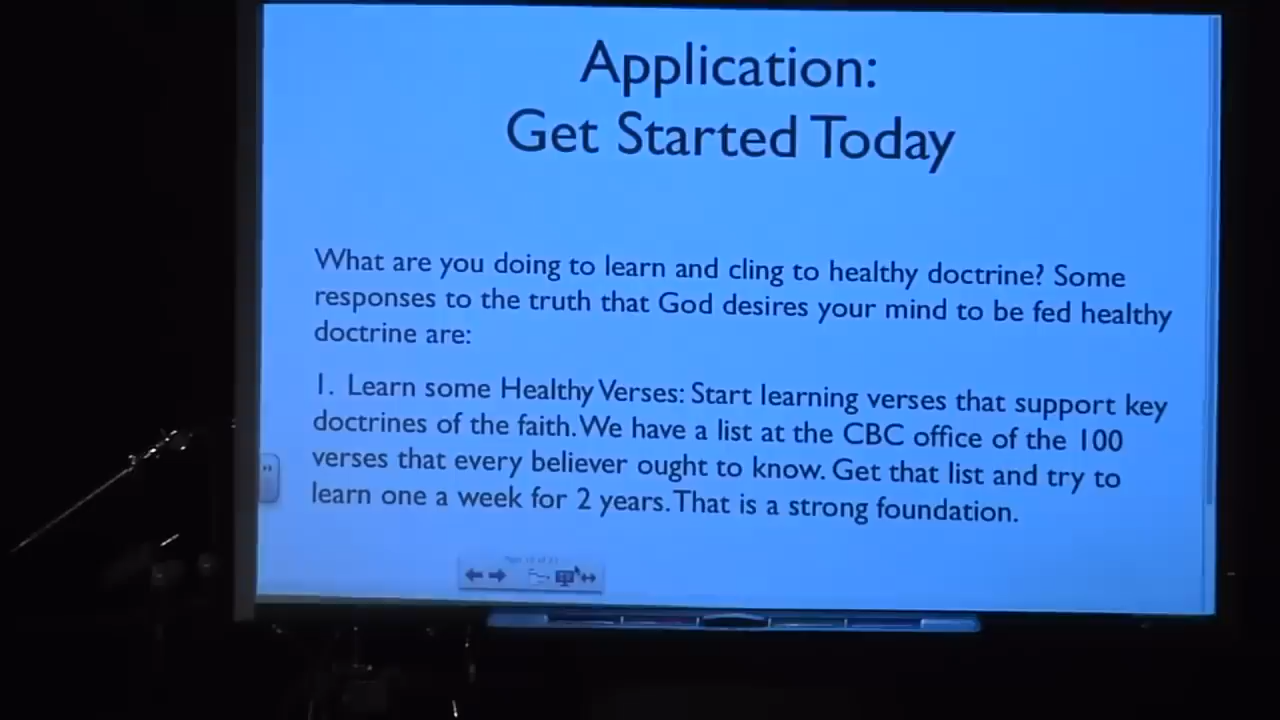 Application:
Get Started Today
What are you doing to learn and cling to healthy doctrine? Some
responses to the truth that God desires your mind to be fed healthy
doctrine are:
1. Learn some Healthy Verses: Start learning verses that support key
doctrines of the faith. We have a list at the CBC office of the 100
verses that every believer ought to know. Get that list and try to
learn one a week for 2 years. That is a strong foundation.